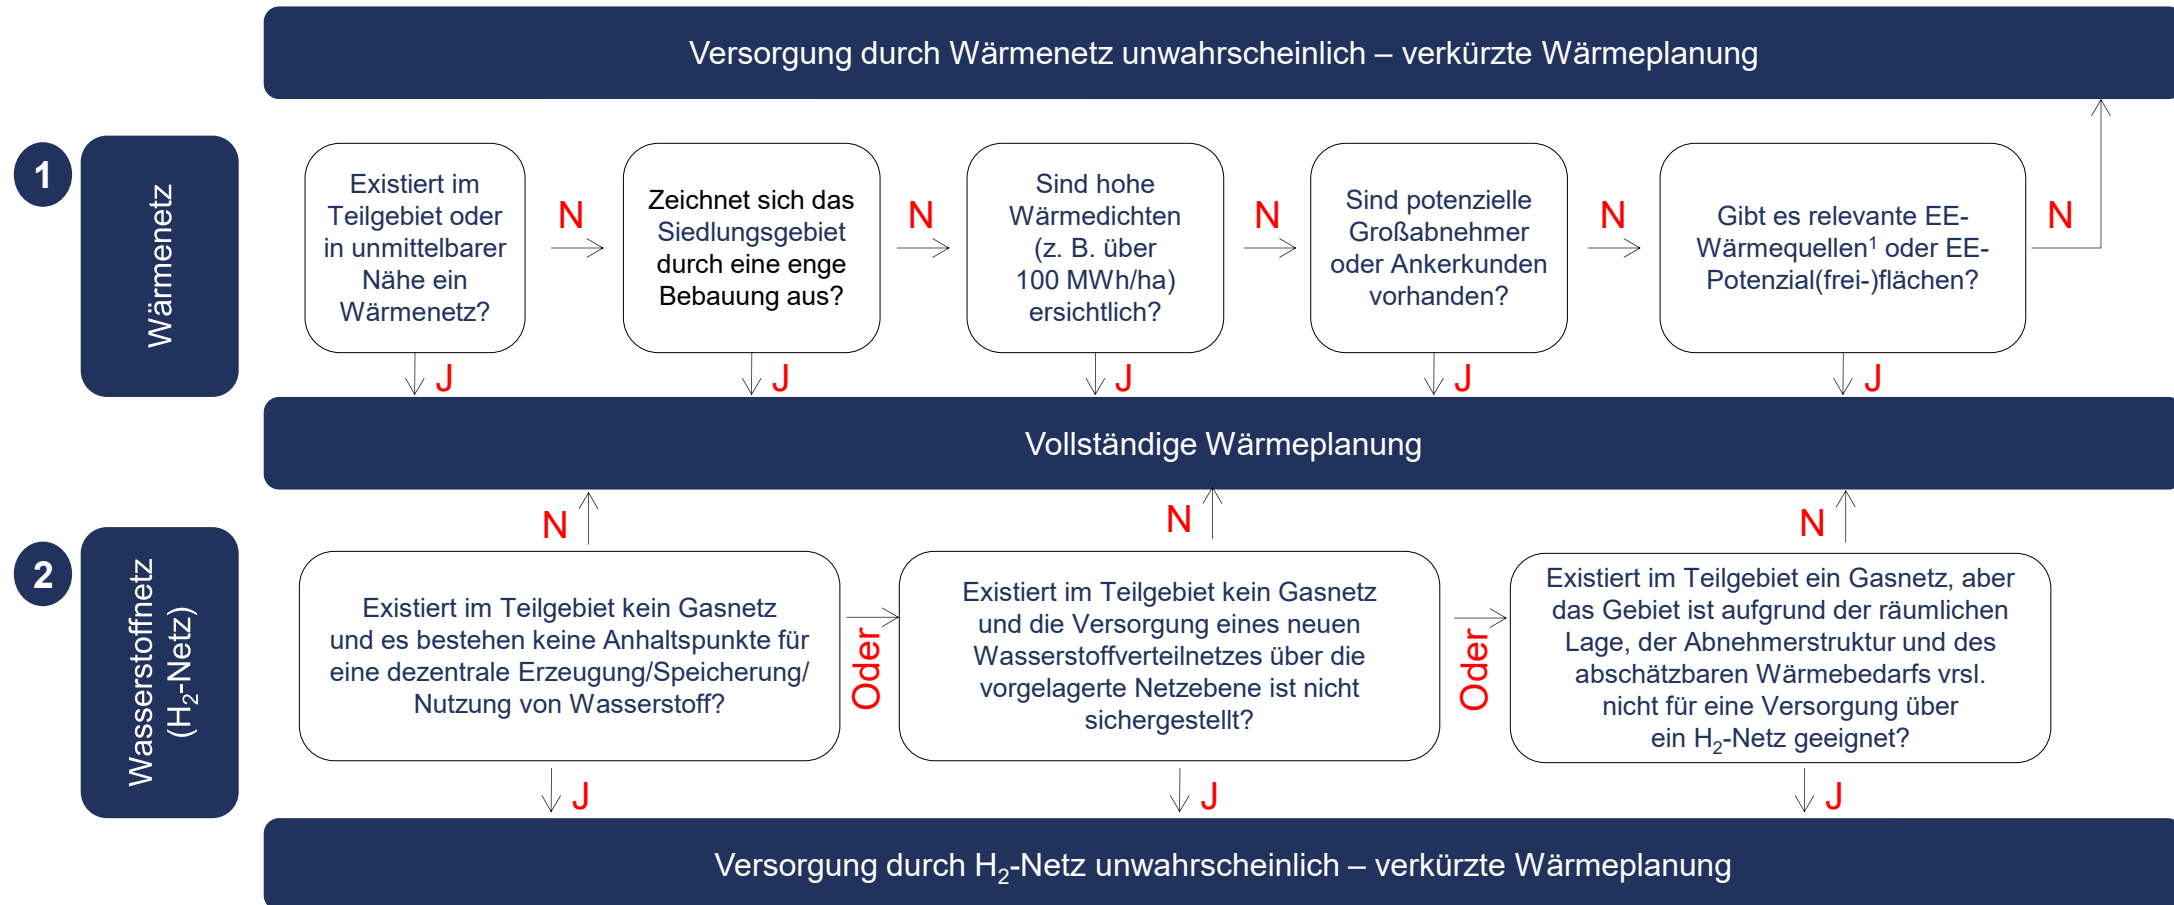 Versorgung durch Wärmenetz unwahrscheinlich – verkürzte Wärmeplanung
1
Wärmenetz
Existiert im
Teilgebiet oder
in unmittelbarer
Nähe ein
Wärmenetz?
N
Zeichnet sich das
Siedlungsgebiet
durch eine enge
Bebauung aus?
N
Sind hohe
Wärmedichten
(z. B. über
100 MWh/ha)
ersichtlich?
N
Sind potenzielle
Großabnehmer
oder Ankerkunden
vorhanden?
N
Gibt es relevante EE-
Wärmequellen¹ oder EE-
Potenzial(frei-)flächen?
N
J
J
J
J
J
Vollständige Wärmeplanung
N
N
N
2
Wasserstoffnetz
(H₂-Netz)
Existiert im Teilgebiet kein Gasnetz
und es bestehen keine Anhaltspunkte für
eine dezentrale Erzeugung/Speicherung/
Nutzung von Wasserstoff?
Oder
Existiert im Teilgebiet kein Gasnetz
und die Versorgung eines neuen
Wasserstoffverteilnetzes über die
vorgelagerte Netzebene ist nicht
sichergestellt?
Oder
Existiert im Teilgebiet ein Gasnetz, aber
das Gebiet ist aufgrund der räumlichen
Lage, der Abnehmerstruktur und des
abschätzbaren Wärmebedarfs vrsl.
nicht für eine Versorgung über
ein H₂-Netz geeignet?
J
J
J
Versorgung durch H₂-Netz unwahrscheinlich – verkürzte Wärmeplanung